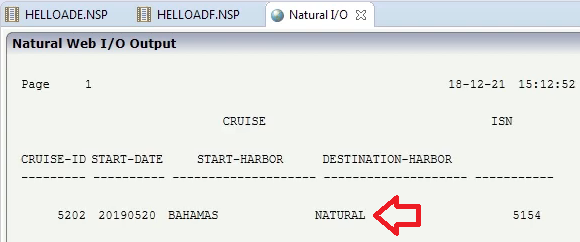 HELLOADE.NSP HELLOADF.NSP Natural I/O
Natural Web I/O Output
Page 1 18-12-21 15:12:52
CRUISE ISN
CRUISE-ID START-DATE START-HARBOR DESTINATION-HARBOR
--------- ---------- -------------------- -------------------- -----------
5202 20190520 BAHAMAS NATURAL 5154